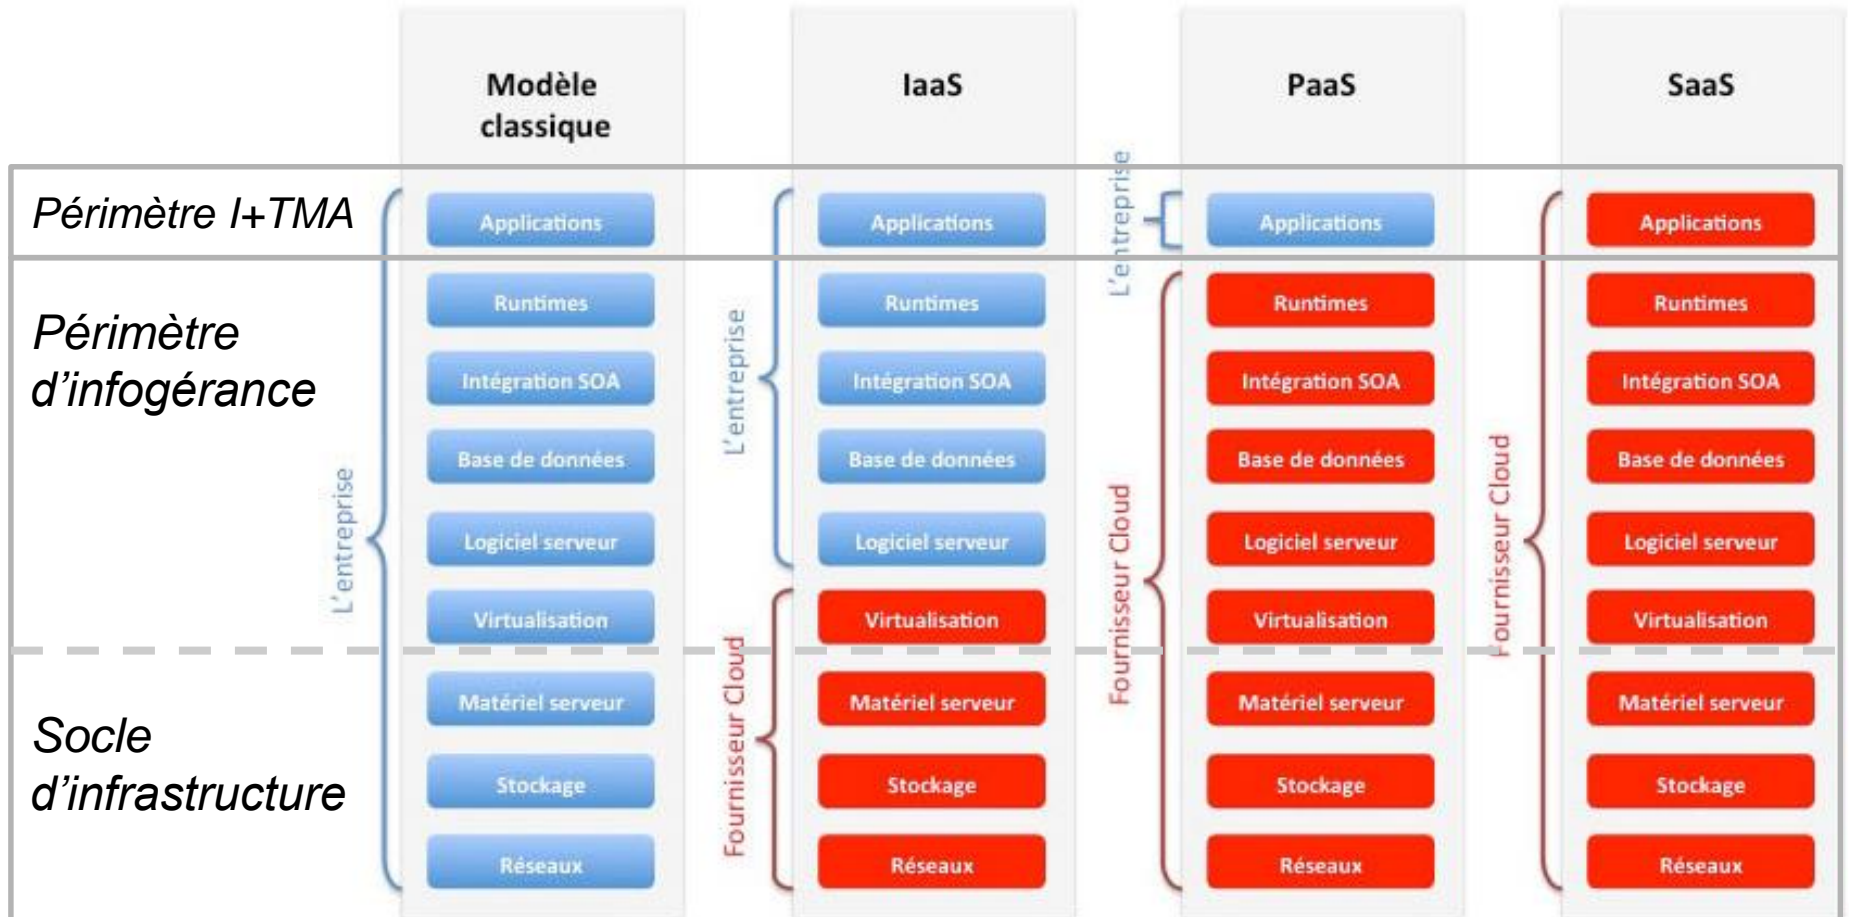 Modèle
classique
IaaS
PaaS
SaaS
Périmètre I+TMA
Applications
Applications
L'entreprise
Applications
Applications
Périmètre
d’infogérance
Runtimes
Runtimes
Runtimes
Runtimes
Intégration SOA
L'entreprise
Intégration SOA
Intégration SOA
Intégration SOA
Base de données
Base de données
Base de données
Base de données
L'entreprise
Logiciel serveur
Logiciel serveur
Fournisseur Cloud
Logiciel serveur
Fournisseur Cloud
Logiciel serveur
Virtualisation
Virtualisation
Virtualisation
Virtualisation
Socle
d’infrastructure
Matériel serveur
Fournisseur Cloud
Matériel serveur
Matériel serveur
Matériel serveur
Stockage
Stockage
Stockage
Stockage
Réseaux
Réseaux
Réseaux
Réseaux